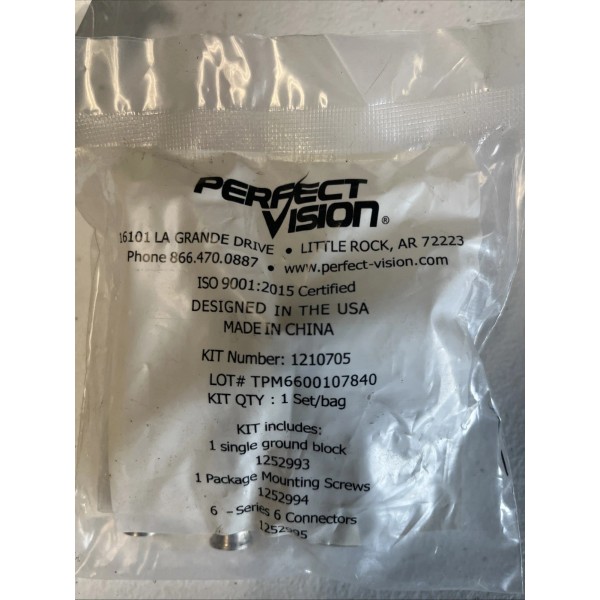 PERFECT
VISION®
16101 LA GRANDE DRIVE • LITTLE ROCK, AR 72223
Phone 866.470.0887 • www.perfect-vision.com
ISO 9001:2015 Certified
DESIGNED IN THE USA
MADE IN CHINA
KIT Number: 1210705
LOT# TPM6600107840
KIT QTY : 1 Set/bag
KIT includes:
1 single ground block
1252993
1 Package Mounting Screws
1252994
6 -Series 6 Connectors
1252995